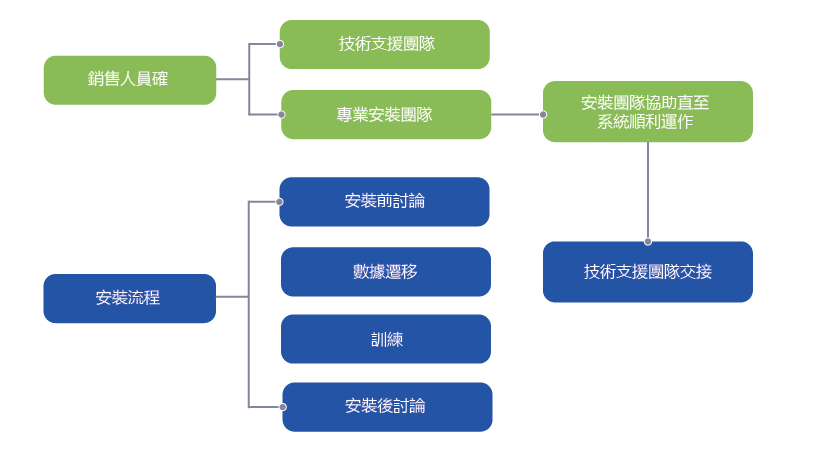 技術支援團隊
銷售人員確
專業安裝團隊
安裝團隊協助直至
系統順利運作
安裝前討論
數據遷移
技術支援團隊交接
安裝流程
訓練
安裝後討論